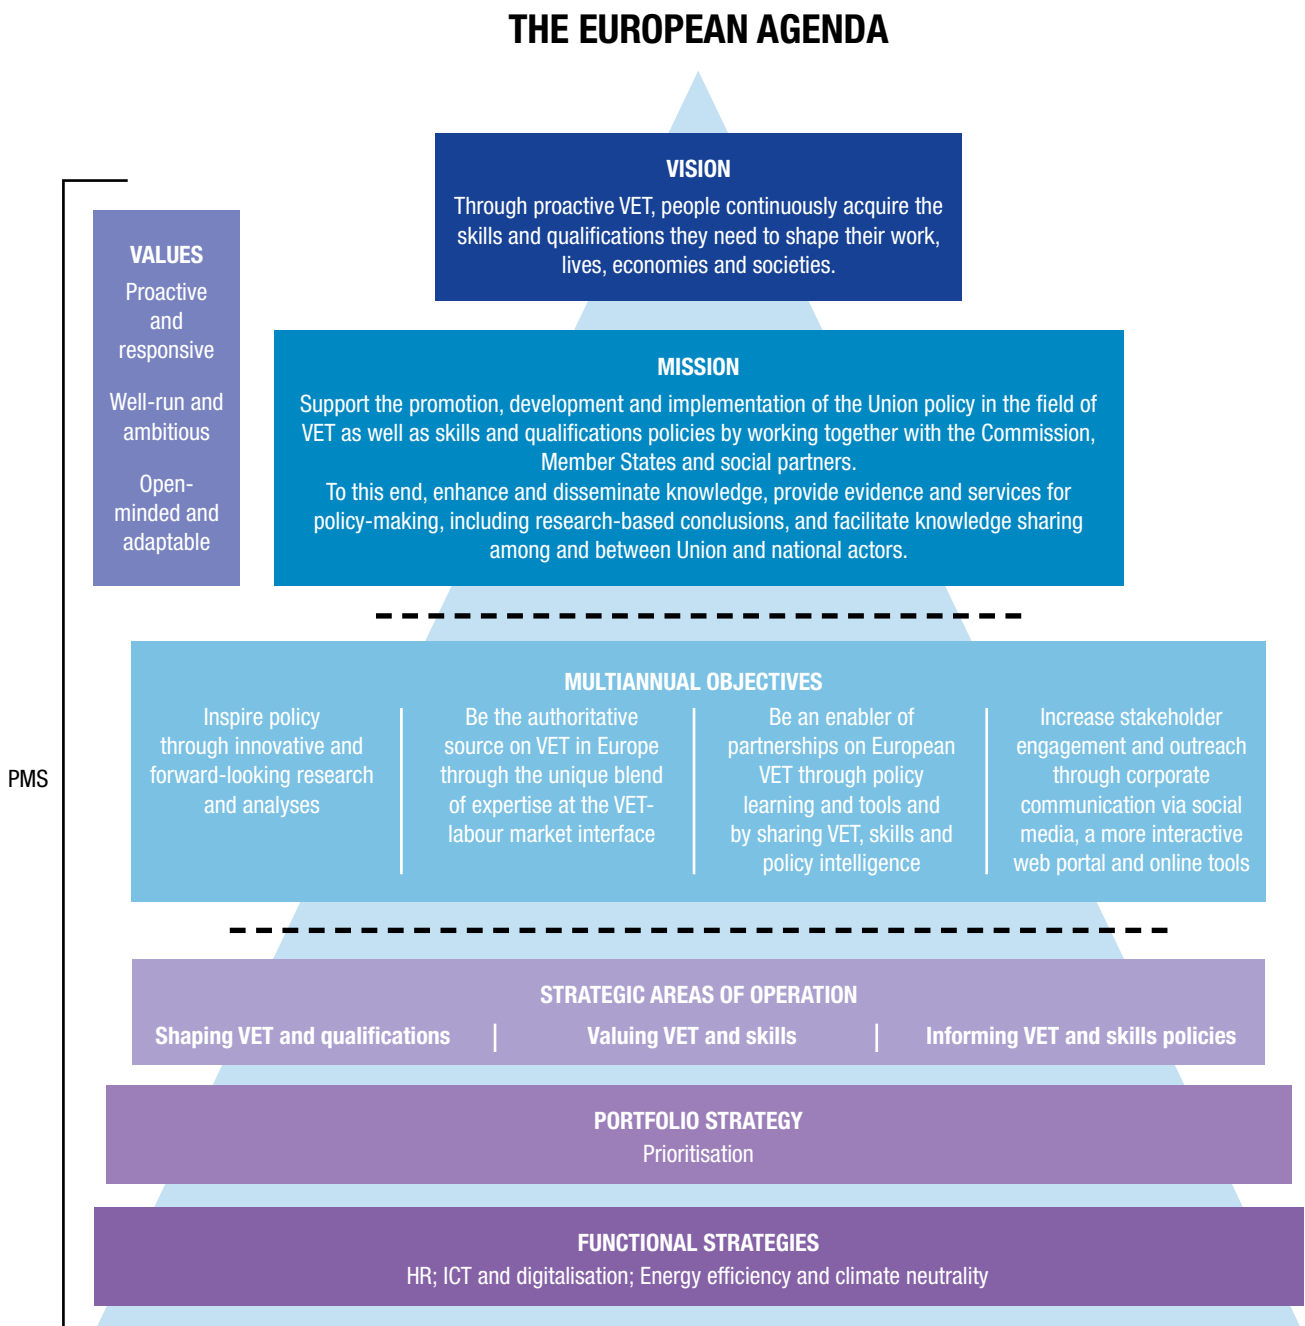 THE EUROPEAN AGENDA
VISION
Through proactive VET, people continuously acquire the
skills and qualifications they need to shape their work,
lives, economies and societies.
VALUES
Proactive
and
responsive
Well-run and
ambitious
Open-
minded and
adaptable
MISSION
Support the promotion, development and implementation of the Union policy in the field of
VET as well as skills and qualifications policies by working together with the Commission,
Member States and social partners.
To this end, enhance and disseminate knowledge, provide evidence and services for
policy-making, including research-based conclusions, and facilitate knowledge sharing
among and between Union and national actors.
PMS
MULTIANNUAL OBJECTIVES
Inspire policy
through innovative and
forward-looking research
and analyses
Be the authoritative
source on VET in Europe
through the unique blend
of expertise at the VET-
labour market interface
Be an enabler of
partnerships on European
VET through policy
learning and tools and
by sharing VET, skills and
policy intelligence
Increase stakeholder
engagement and outreach
through corporate
communication via social
media, a more interactive
web portal and online tools
STRATEGIC AREAS OF OPERATION
Shaping VET and qualifications
Valuing VET and skills
Informing VET and skills policies
PORTFOLIO STRATEGY
Prioritisation
FUNCTIONAL STRATEGIES
HR; ICT and digitalisation; Energy efficiency and climate neutrality